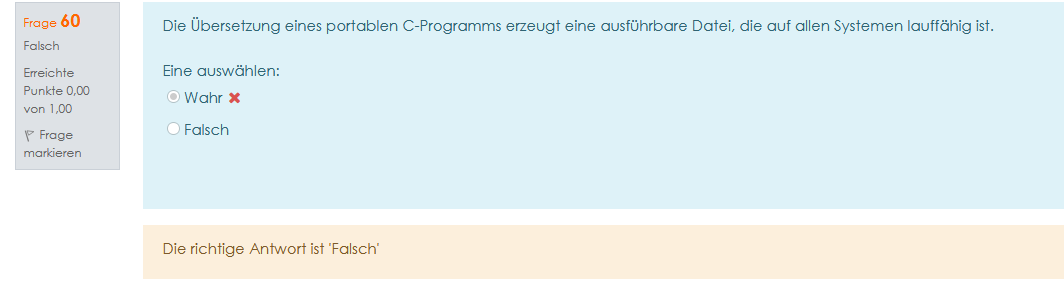 Frage 60
Falsch
Erreichte
Punkte 0,00
von 1,00
Frage
markieren
Die Übersetzung eines portablen C-Programms erzeugt eine ausführbare Datei, die auf allen Systemen lauffähig ist.
Eine auswählen:
Wahr
Falsch
Die richtige Antwort ist 'Falsch'